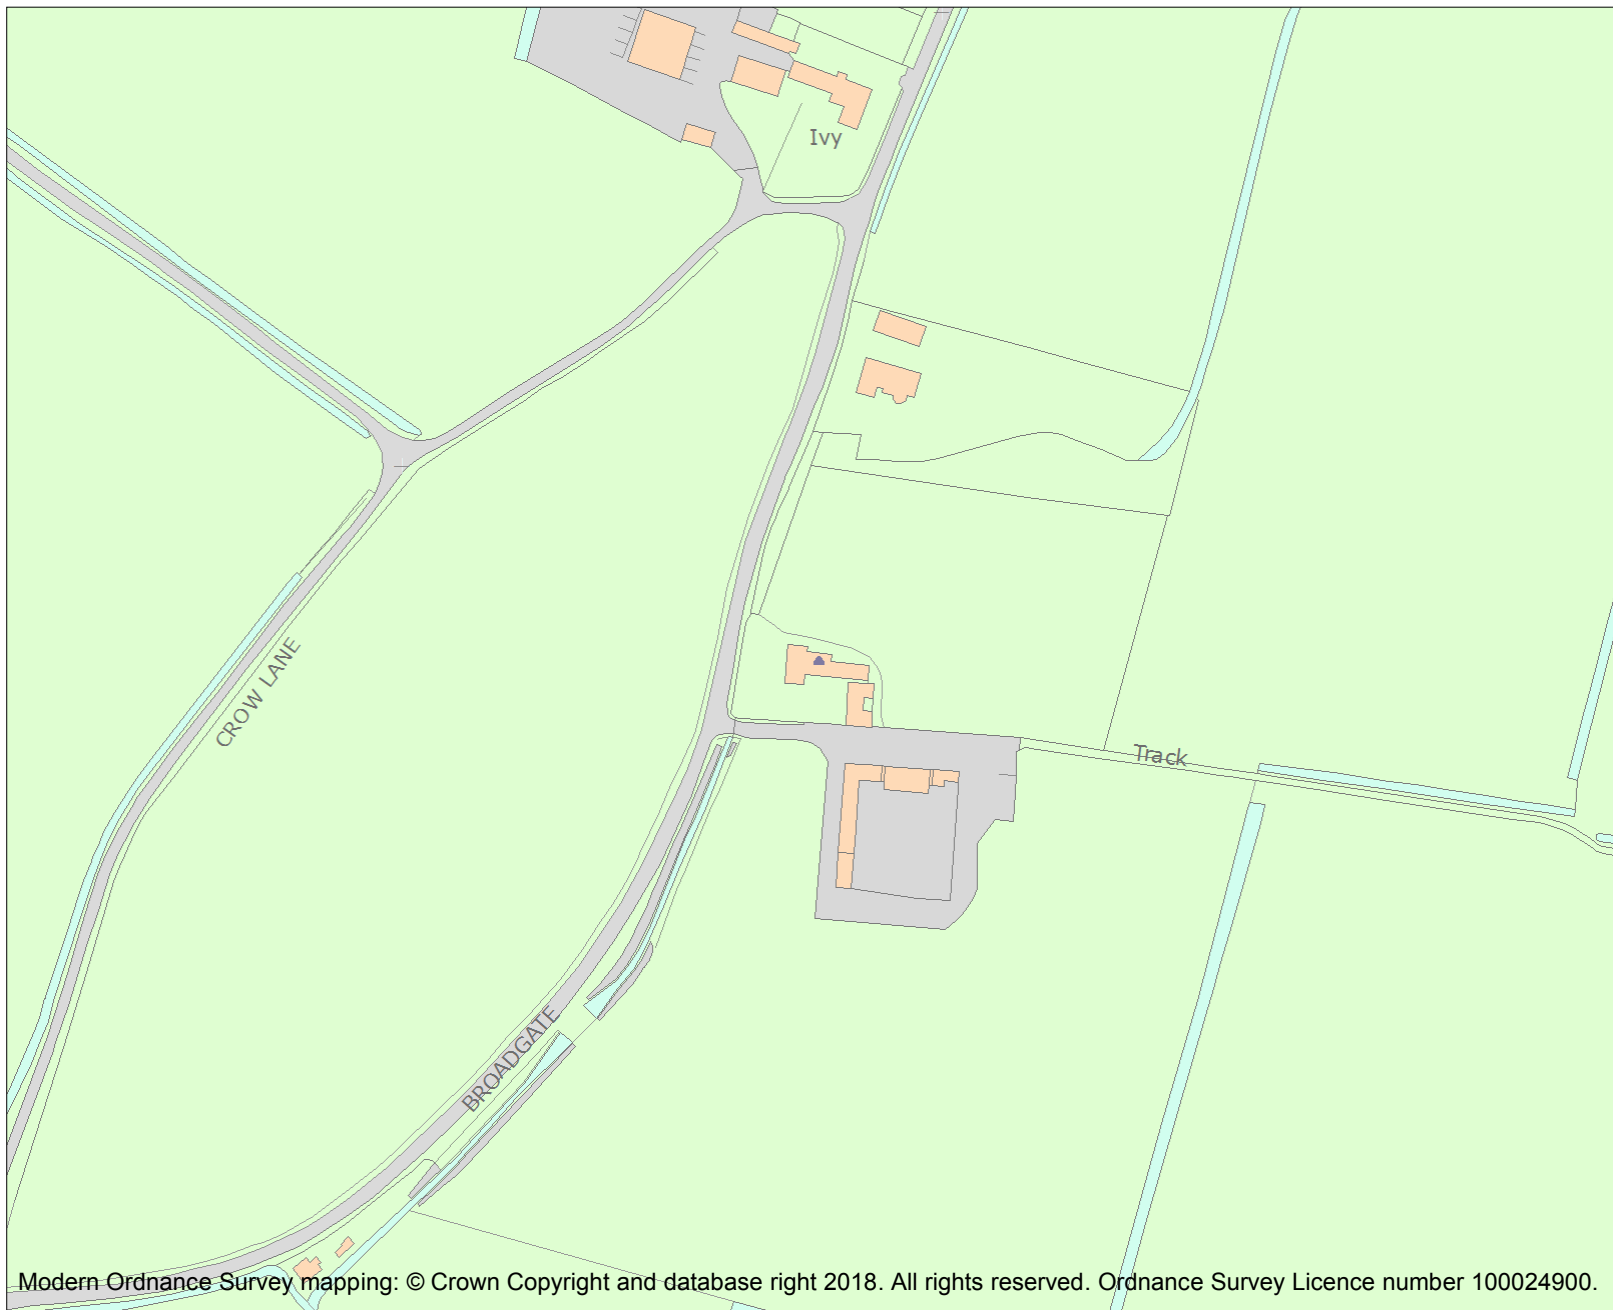 Ivy
CROW LANE
Track
BROADGATE
Modern Ordnance Survey mapping: © Crown Copyright and database right 2018. All rights reserved. Ordnance Survey Licence number 100024900.